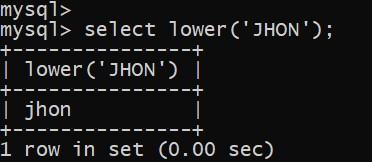 mysql>
mysql> select lower('JHON');
+---------------+
| lower('JHON') |
+---------------+
| jhon          |
+---------------+
1 row in set (0.00 sec)